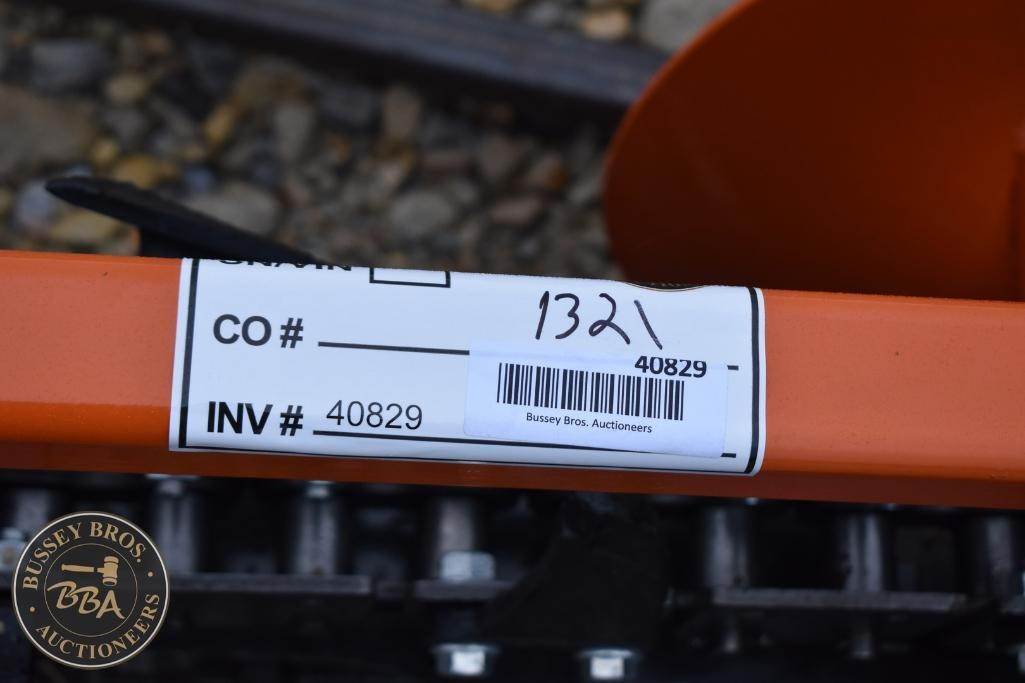 CO #
1321
40829
Bussey Bros. Auctioneers
INV # 40829
BUSSEY BROS.
BBA
AUCTIONEERS